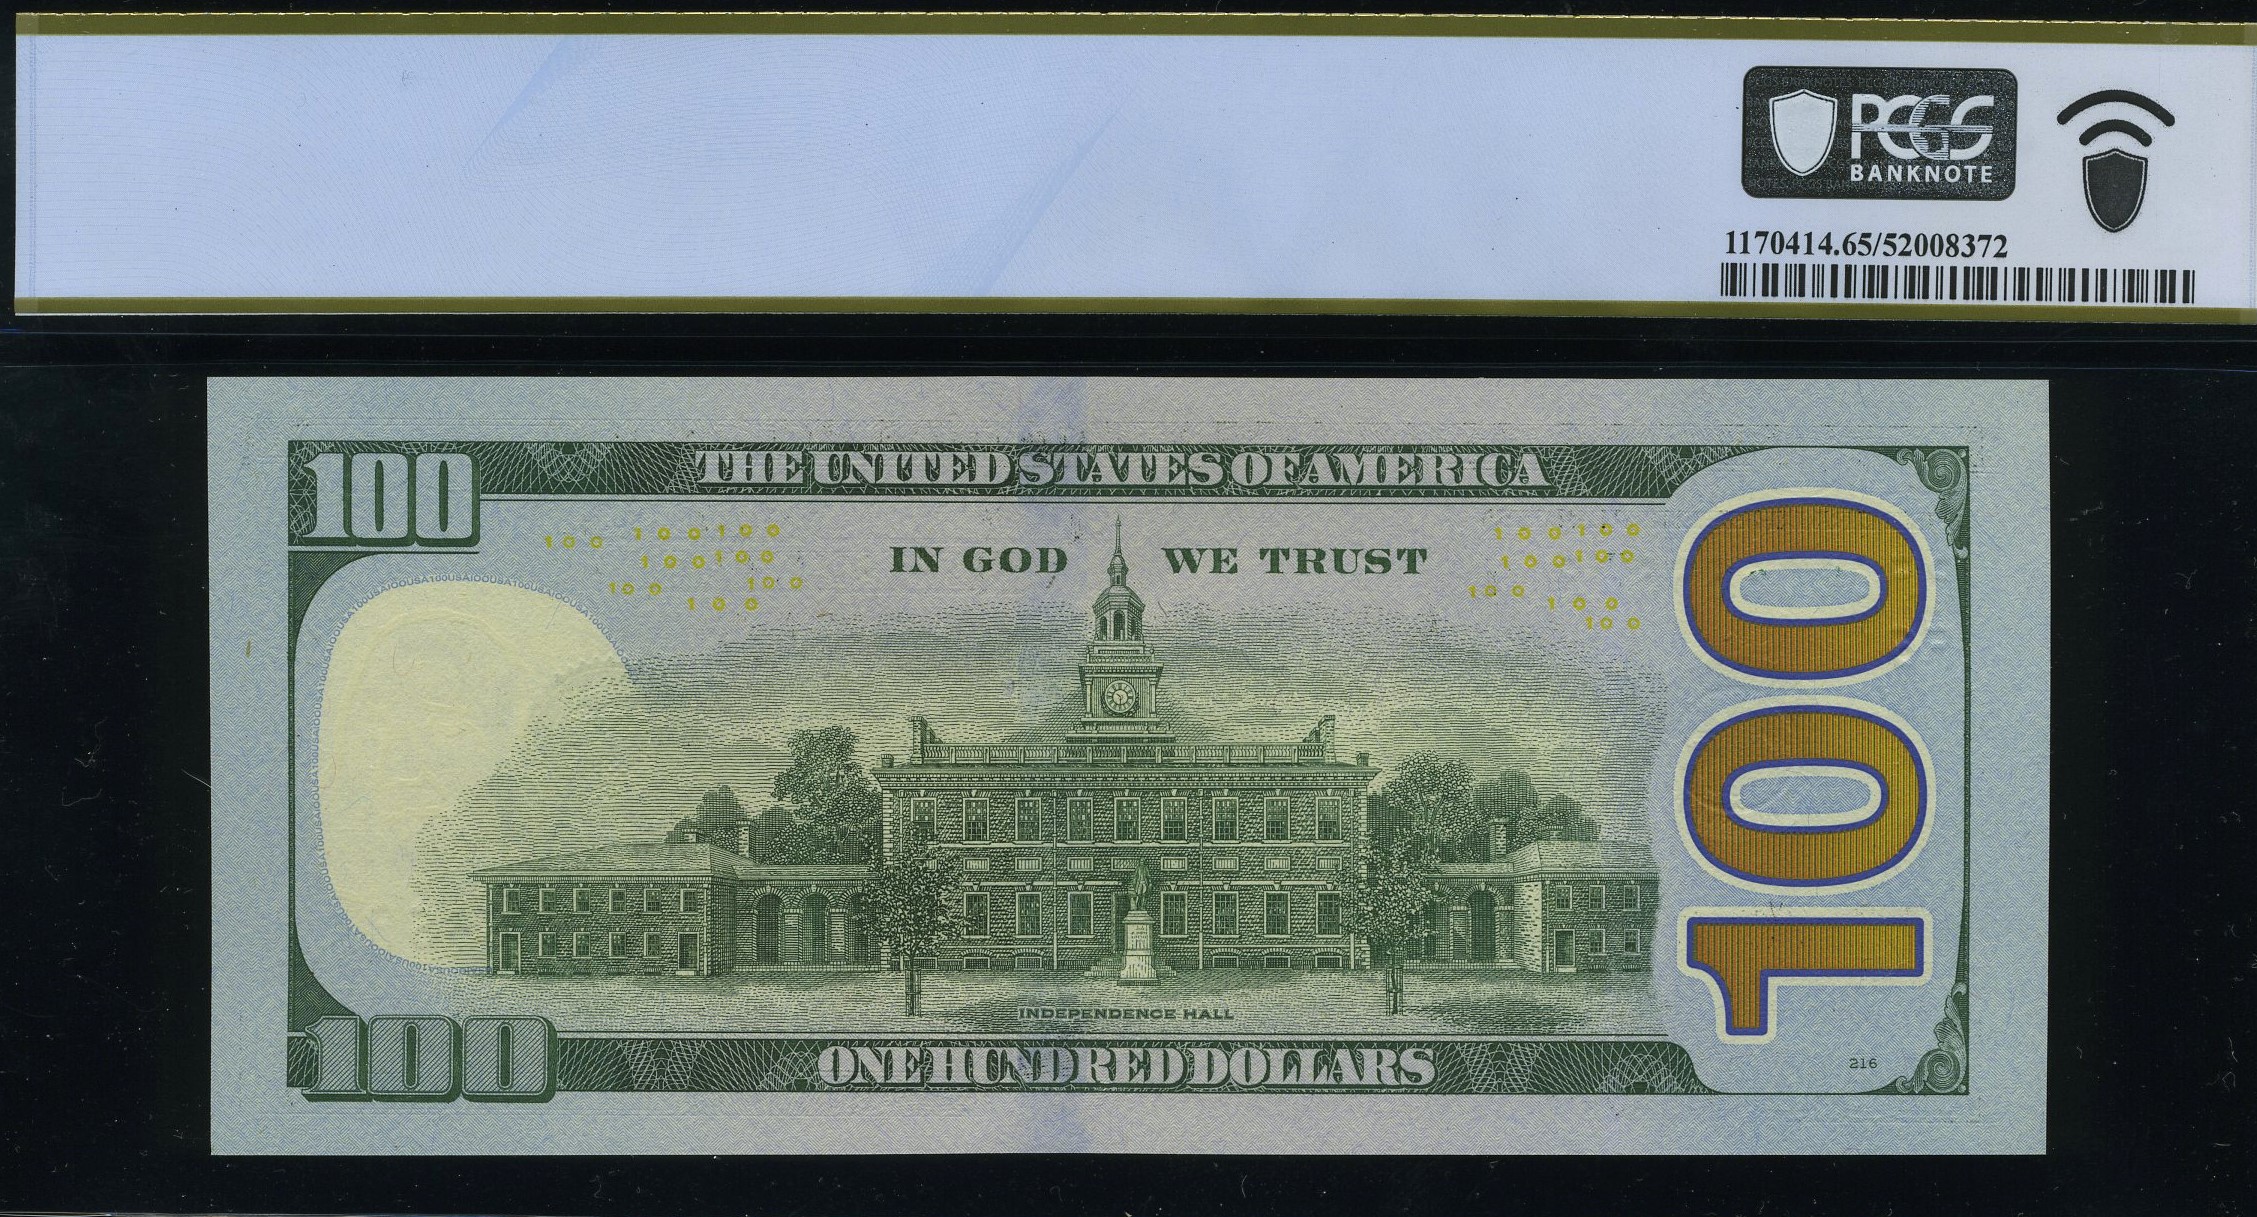 PCGS
BANKNOTE
1170414.65/52008372
100
THE UNITED STATES OF AMERICA
IN GOD WE TRUST
100
INDEPENDENCE HALL
100
ONE HUNDRED DOLLARS
216